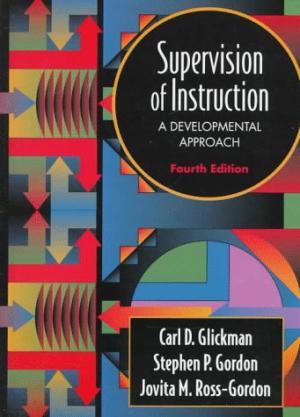 Supervision
of Instruction
A DEVELOPMENTAL
APPROACH
Fourth Edition
Carl D. Glickman
Stephen P. Gordon
Jovita M. Ross-Gordon